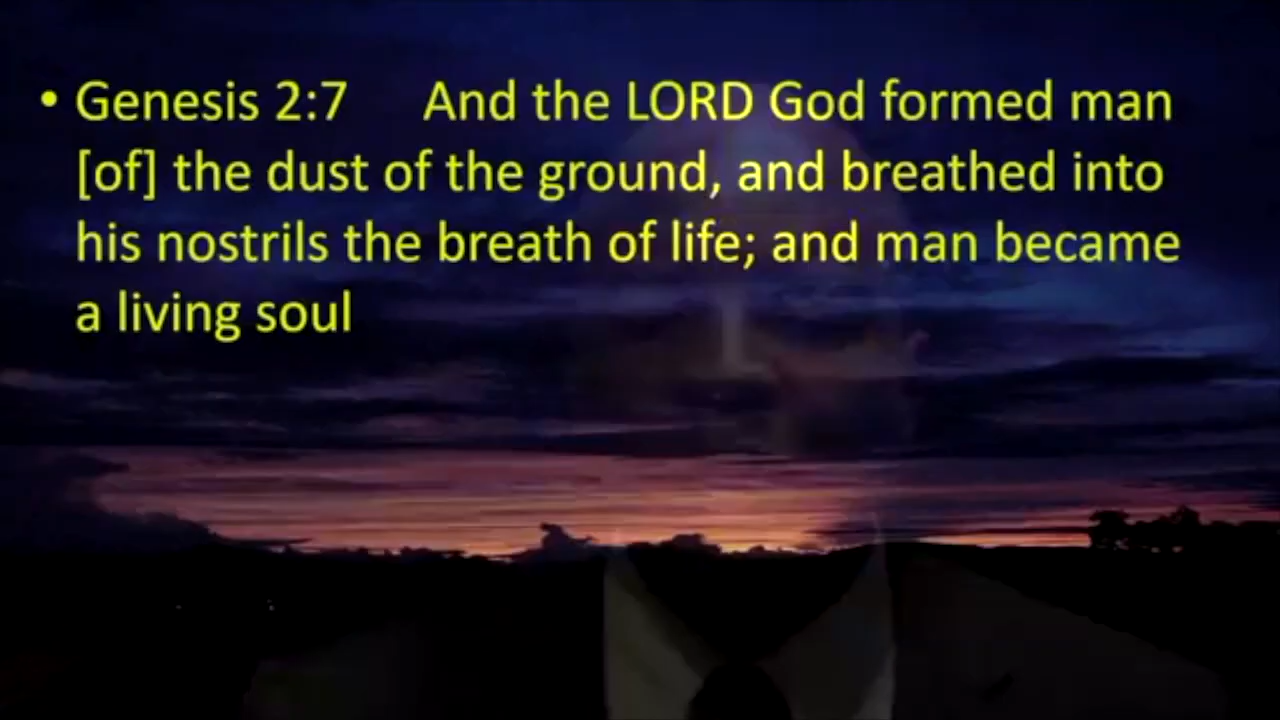 • Genesis 2:7 And the LORD God formed man
[of] the dust of the ground, and breathed into
his nostrils the breath of life; and man became
a living soul